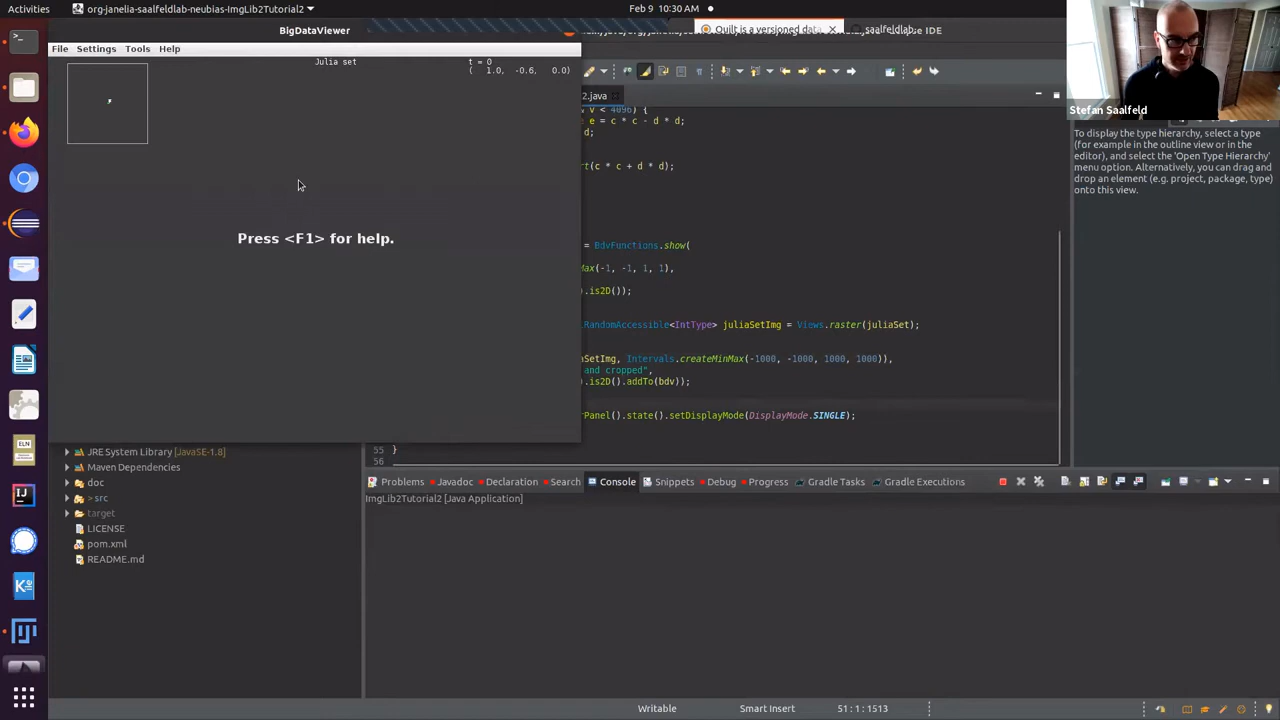 Activities
org-janelia-saalfeldlab-neubias-ImgLib2Tutorial2
Feb 9 10:30 AM
BigDataViewer
Quilt is a versioned data
saalfeldlab
IDE
File Settings Tools Help
Julia set
t = 0
( 1.0, -0.6, 0.0)
Press <F1> for help.
Stefan Saalfeld
2.java
& v < 4096) {
e = c * c - d * d;
d;
rt(c * c + d * d);
= BdvFunctions.show(
Max(-1, -1, 1, 1),
).is2D());
RandomAccessible<IntType> juliaSetImg = Views.raster(juliaSet);
aSetImg, Intervals.createMinMax(-1000, -1000, 1000, 1000)),
and cropped",
).is2D().addTo(bdv));
rPanel().state().setDisplayMode(DisplayMode.SINGLE);
55 }
56
To display the type hierarchy, select a type
(for example in the outline view or in the
editor), and select the 'Open Type Hierarchy'
menu option. Alternatively, you can drag and
drop an element (e.g. project, package, type)
onto this view.
JRE System Library [JavaSE-1.8]
Maven Dependencies
doc
> src
target
LICENSE
pom.xml
README.md
Problems Javadoc Declaration Search Console Snippets Debug Progress Gradle Tasks Gradle Executions
ImgLib2Tutorial2 [Java Application]
ELN
Writable
Smart Insert
51 : 1 : 1513